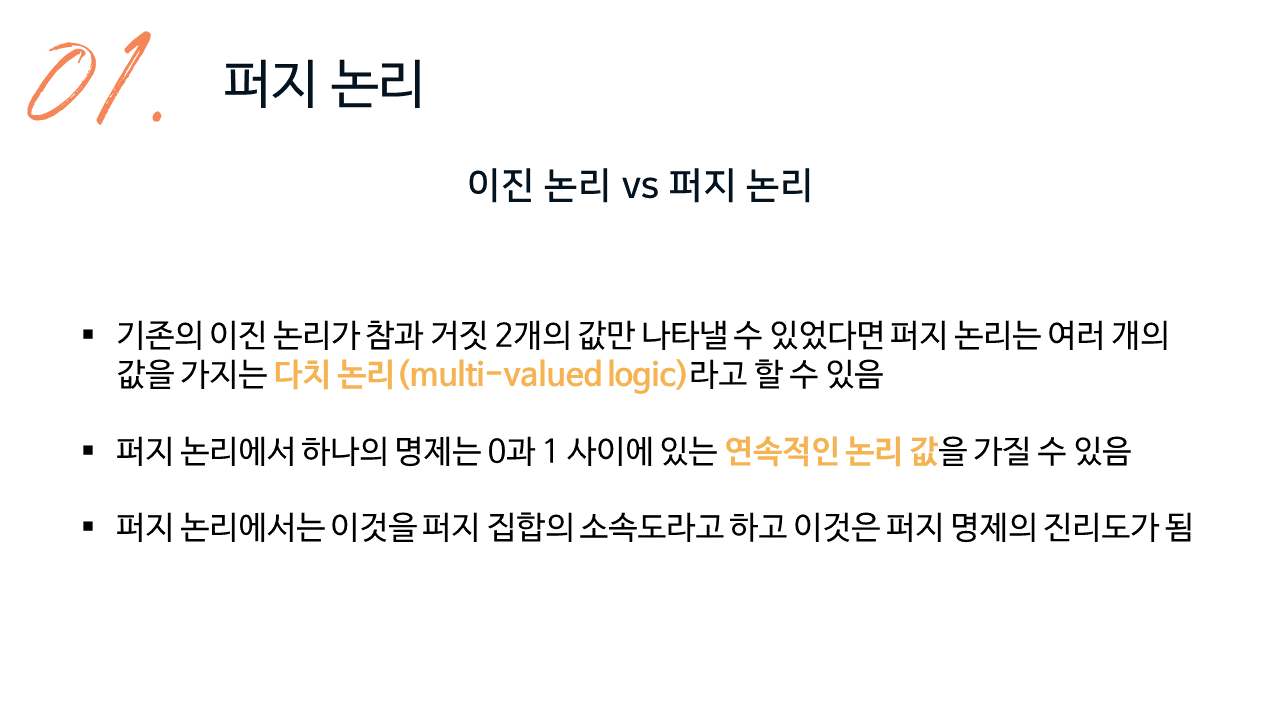 01.
퍼지 논리
이진 논리 vs 퍼지 논리
▪ 기존의 이진 논리가 참과 거짓 2개의 값만 나타낼 수 있었다면 퍼지 논리는 여러 개의
값을 가지는 다치 논리(multi-valued logic)라고 할 수 있음
▪ 퍼지 논리에서 하나의 명제는 0과 1 사이에 있는 연속적인 논리 값을 가질 수 있음
▪ 퍼지 논리에서는 이것을 퍼지 집합의 소속도라고 하고 이것은 퍼지 명제의 진리도가 됨